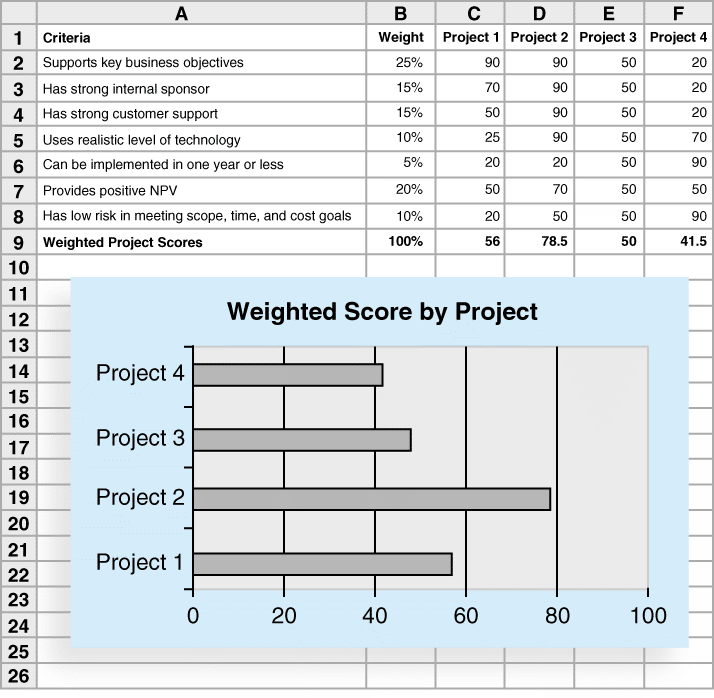 A B C D E F
1 Criteria Weight Project 1 Project 2 Project 3 Project 4
2 Supports key business objectives 25% 90 90 50 20
3 Has strong internal sponsor 15% 70 90 50 20
4 Has strong customer support 15% 50 90 50 20
5 Uses realistic level of technology 10% 25 90 50 70
6 Can be implemented in one year or less 5% 20 20 50 90
7 Provides positive NPV 20% 50 70 50 50
8 Has low risk in meeting scope, time, and cost goals 10% 20 50 50 90
9 Weighted Project Scores 100% 56 78.5 50 41.5
10
11
12 Weighted Score by Project
13
14 Project 4
15
16
17 Project 3
18
19 Project 2
20
21
22 Project 1
23
24 0 20 40 60 80 100
25
26